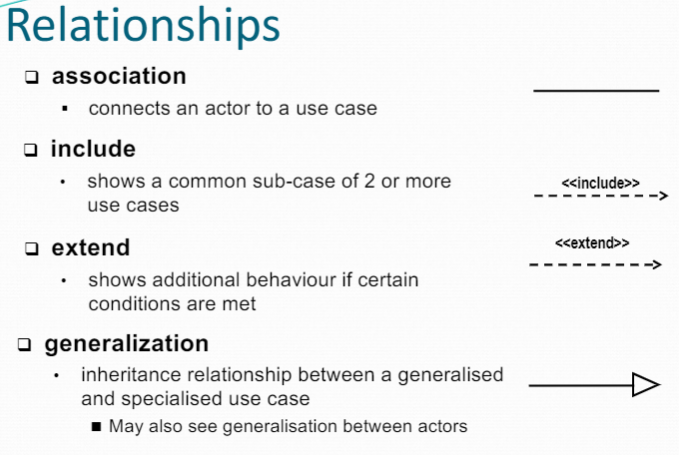 Relationships
association
connects an actor to a use case
include
shows a common sub-case of 2 or more
use cases
<<include>>
extend
<<extend>>
shows additional behaviour if certain
conditions are met
generalization
inheritance relationship between a generalised
and specialised use case
May also see generalisation between actors